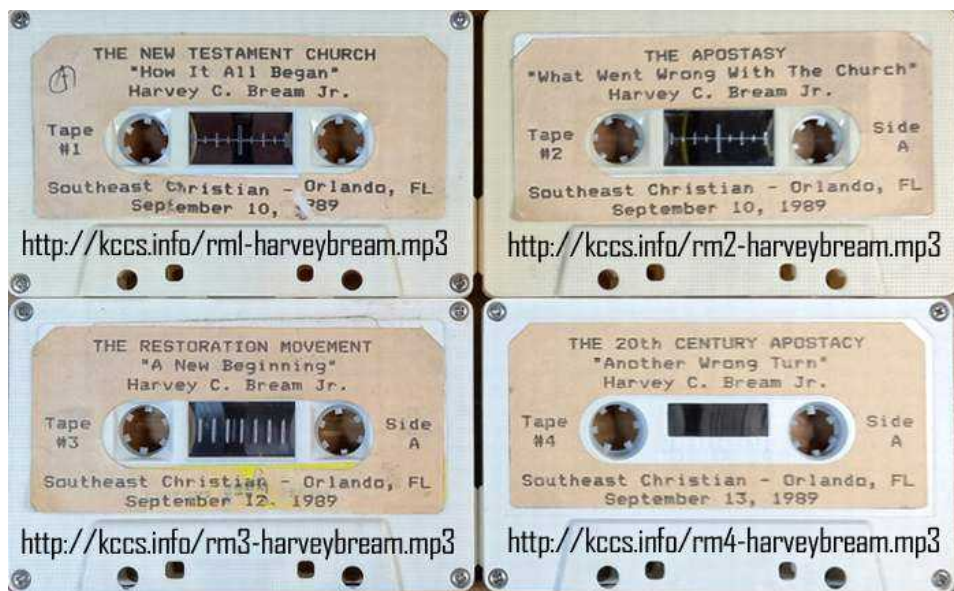 THE NEW TESTAMENT CHURCH
"How It All Began"
Harvey C. Bream Jr.
Tape
#1
Southeast Christian - Orlando, FL
September 10, 1989
http://kccs.info/rm1-harveybream.mp3
THE APOSTASY
"What Went Wrong With The Church"
Harvey C. Bream Jr.
Tape
#2
Side
A
Southeast Christian - Orlando, FL
September 10, 1989
http://kccs.info/rm2-harveybream.mp3
THE RESTORATION MOVEMENT
"A New Beginning"
Harvey C. Bream Jr.
Tape
#3
Side
A
Southeast Christian - Orlando, FL
September 12, 1989
http://kccs.info/rm3-harveybream.mp3
THE 20th CENTURY APOSTACY
"Another Wrong Turn"
Harvey C. Bream Jr.
Tape
#4
Side
A
Southeast Christian - Orlando, FL
September 13, 1989
http://kccs.info/rm4-harveybream.mp3